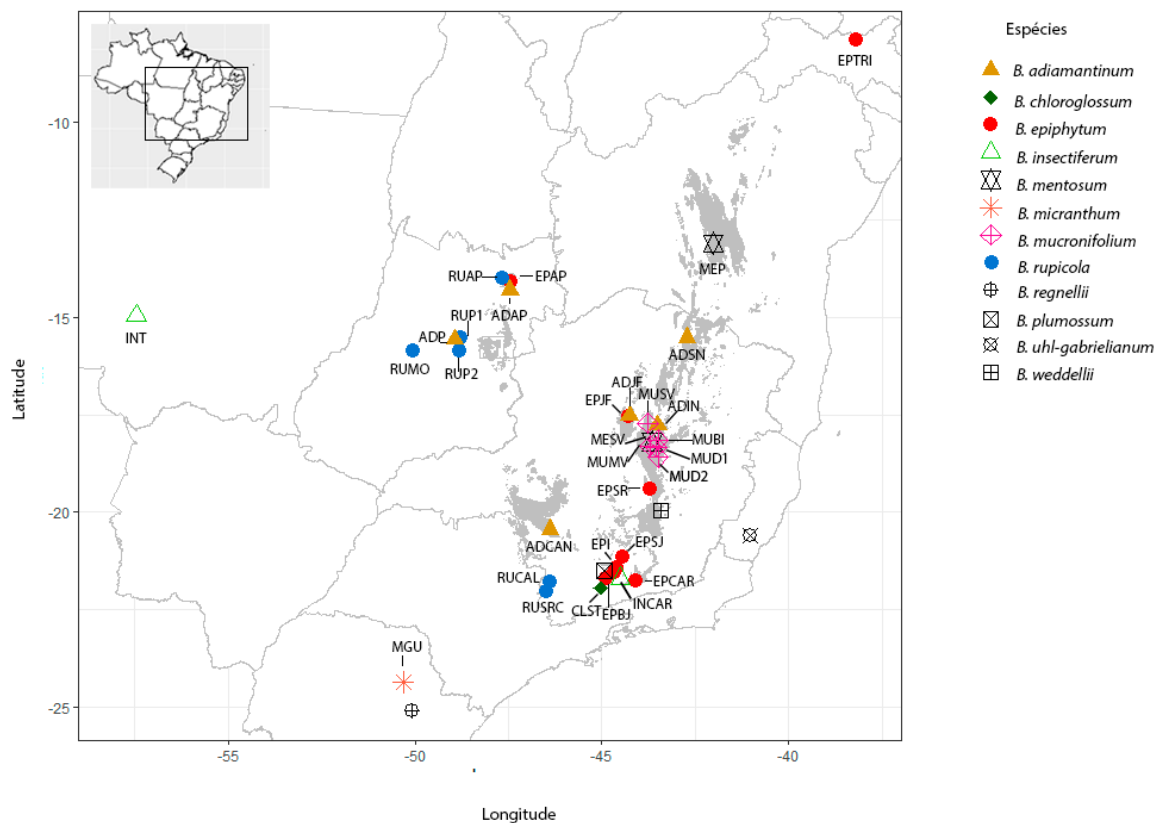 Espécies
B. adiamantinum
B. chloroglossum
B. epiphytum
B. insectiferum
B. mentosum
B. micranthum
B. mucronifolium
B. rupicola
B. regnellii
B. plumossum
B. uhl-gabrielianum
B. weddellii
EPTRI
-10
MEP
RUAP
EPAP
ADAP
-15
INT
RUP1
ADP
RUMO
RUP2
ADSN
ADJF
MUSV
EPJF
ADIN
MESV
MUBI
MUMV
MUD1
MUD2
EPSR
-20
ADCAN
EPI
EPSJ
RUCAL
EPCAR
RUSRC
CLST
EPBJ
INCAR
MGU
-25
-55
-50
-45
-40
Latitude
Longitude